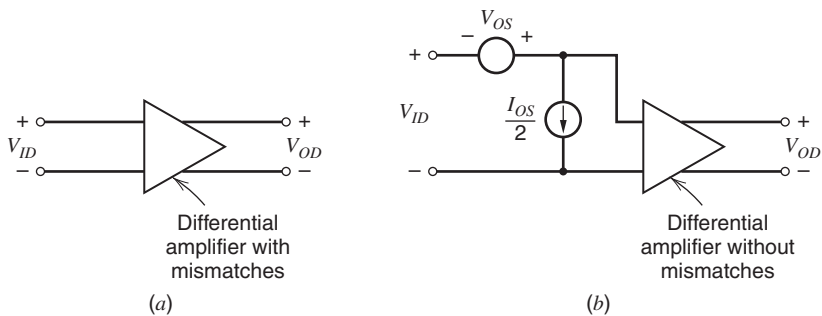 +
V_ID
−
+
V_OD
−
Differential
amplifier with
mismatches
(a)
V_OS
− +
+
V_ID
−
I_OS
2
+
V_OD
−
Differential
amplifier without
mismatches
(b)